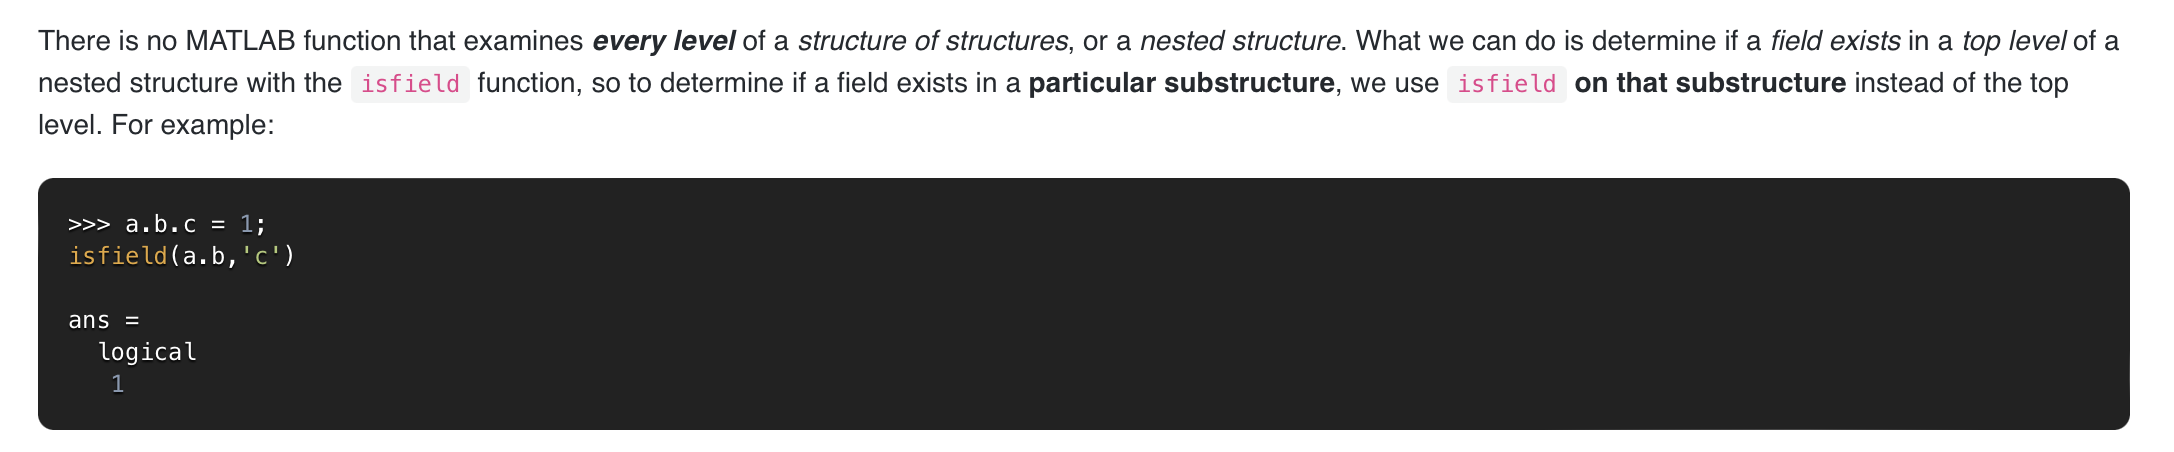 There is no MATLAB function that examines every level of a structure of structures, or a nested structure. What we can do is determine if a field exists in a top level of a
nested structure with the isfield function, so to determine if a field exists in a particular substructure, we use isfield on that substructure instead of the top
level. For example:
>>> a.b.c = 1;
isfield(a.b,'c')
ans =
logical
1